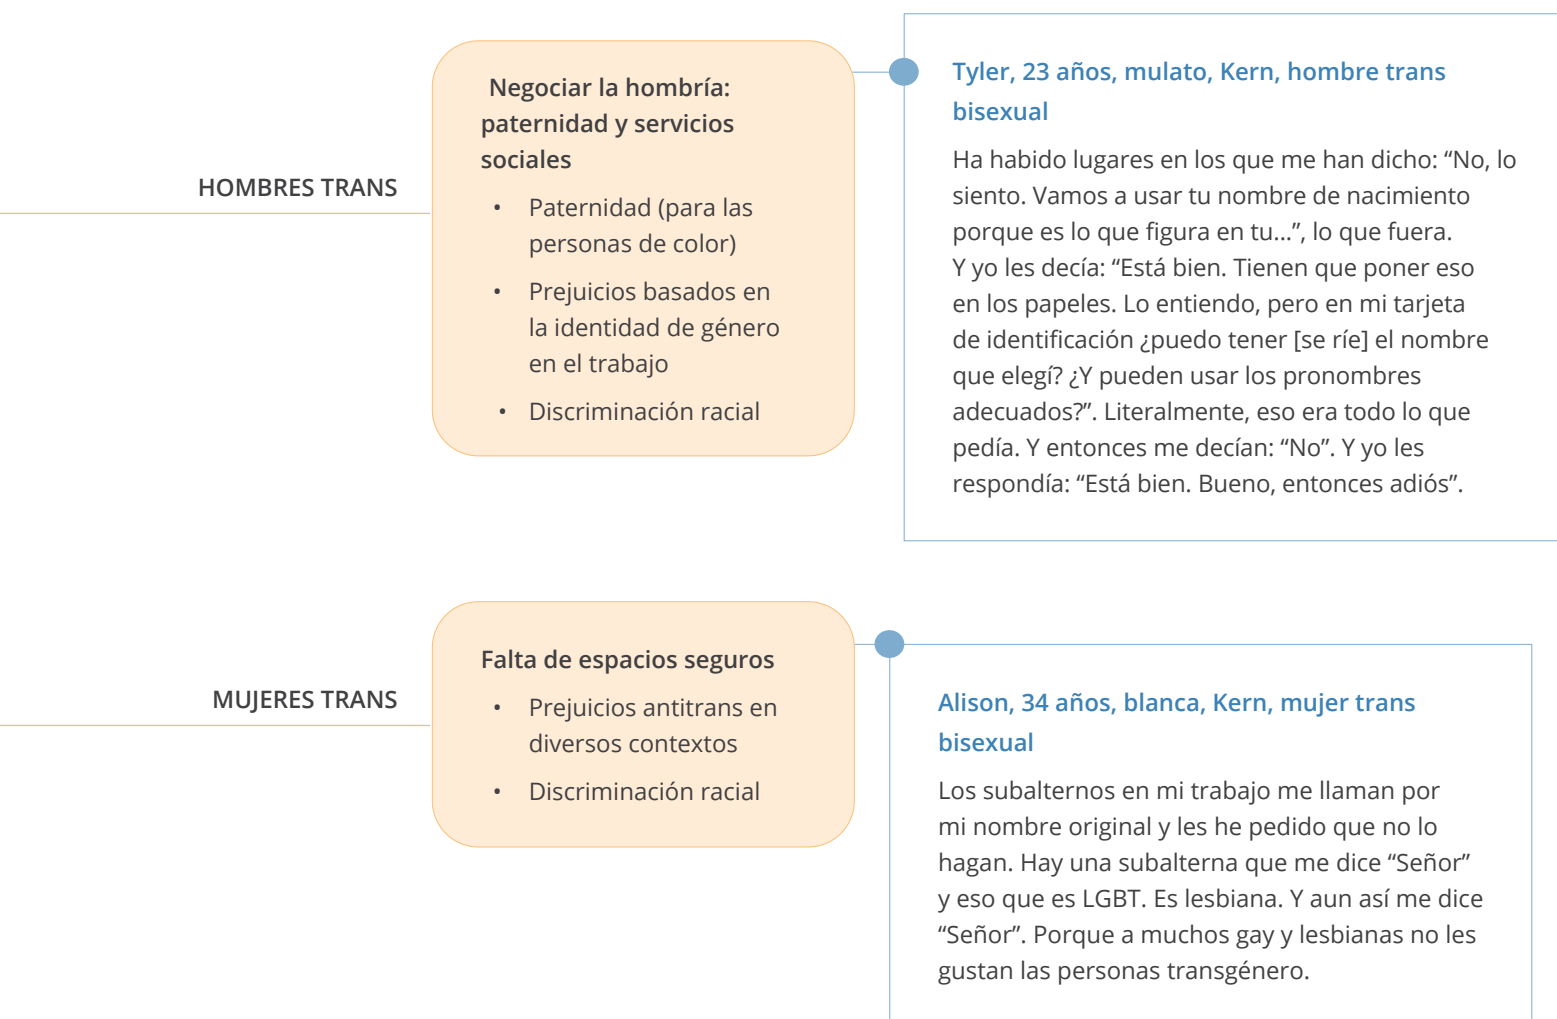 HOMBRES TRANS
Negociar la hombría:
paternidad y servicios
sociales
• Paternidad (para las
personas de color)
• Prejuicios basados en
la identidad de género
en el trabajo
• Discriminación racial
Tyler, 23 años, mulato, Kern, hombre trans
bisexual
Ha habido lugares en los que me han dicho: “No, lo
siento. Vamos a usar tu nombre de nacimiento
porque es lo que figura en tu...”, lo que fuera.
Y yo les decía: “Está bien. Tienen que poner eso
en los papeles. Lo entiendo, pero en mi tarjeta
de identificación ¿puedo tener [se ríe] el nombre
que elegí? ¿Y pueden usar los pronombres
adecuados?”. Literalmente, eso era todo lo que
pedía. Y entonces me decían: “No”. Y yo les
respondía: “Está bien. Bueno, entonces adiós”.
MUJERES TRANS
Falta de espacios seguros
• Prejuicios antitrans en
diversos contextos
• Discriminación racial
Alison, 34 años, blanca, Kern, mujer trans
bisexual
Los subalternos en mi trabajo me llaman por
mi nombre original y les he pedido que no lo
hagan. Hay una subalterna que me dice “Señor”
y eso que es LGBT. Es lesbiana. Y aun así me dice
“Señor”. Porque a muchos gay y lesbianas no les
gustan las personas transgénero.